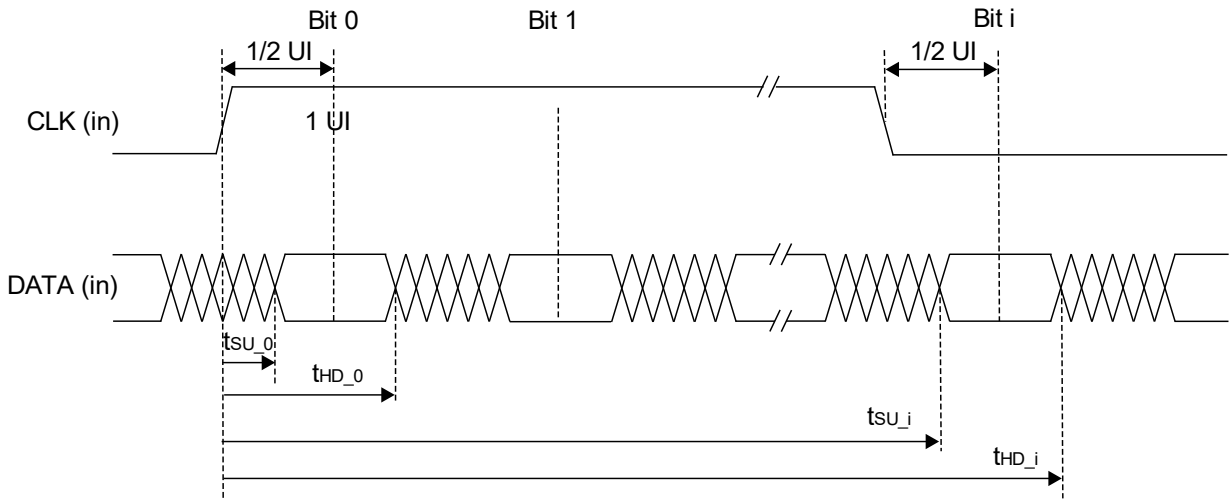 Bit 0 Bit 1 Bit i
1/2 UI 1/2 UI
CLK (in) 1 UI
DATA (in)
tSU_0
tHD_0
tSU_i
tHD_i